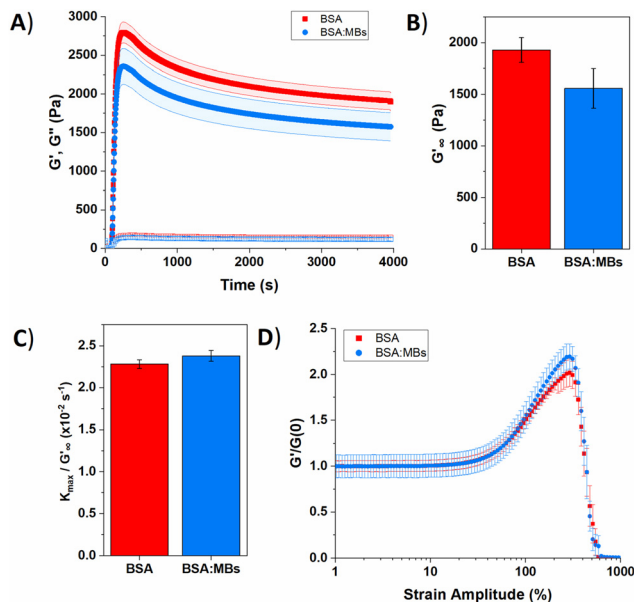 A)
BSA
BSA:MBs
G', G'' (Pa)
3000
2500
2000
1500
1000
500
0
0 1000 2000 3000 4000
Time (s)
B)
G'∞ (Pa)
2000
1500
1000
500
0
BSA BSA:MBs
C)
Kmax / G'∞ (x10⁻² s⁻¹)
2.5
2.0
1.5
1.0
0.5
0.0
BSA BSA:MBs
D)
BSA
BSA:MBs
G'/G(0)
2.5
2.0
1.5
1.0
0.5
0.0
1 10 100 1000
Strain Amplitude (%)